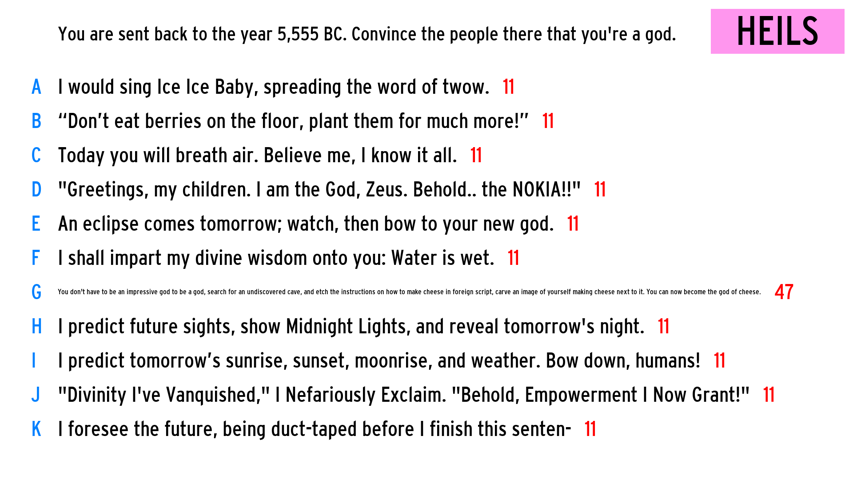 You are sent back to the year 5,555 BC. Convince the people there that you're a god.
HEILS
A I would sing Ice Ice Baby, spreading the word of twow. 11
B “Don’t eat berries on the floor, plant them for much more!” 11
C Today you will breath air. Believe me, I know it all. 11
D "Greetings, my children. I am the God, Zeus. Behold.. the NOKIA!!" 11
E An eclipse comes tomorrow; watch, then bow to your new god. 11
F I shall impart my divine wisdom onto you: Water is wet. 11
G You don't have to be an impressive god to be a god, search for an undiscovered cave, and etch the instructions on how to make cheese in foreign script, carve an image of yourself making cheese next to it. You can now become the god of cheese. 47
H I predict future sights, show Midnight Lights, and reveal tomorrow's night. 11
I I predict tomorrow’s sunrise, sunset, moonrise, and weather. Bow down, humans! 11
J "Divinity I've Vanquished," I Nefariously Exclaim. "Behold, Empowerment I Now Grant!" 11
K I foresee the future, being duct-taped before I finish this senten- 11